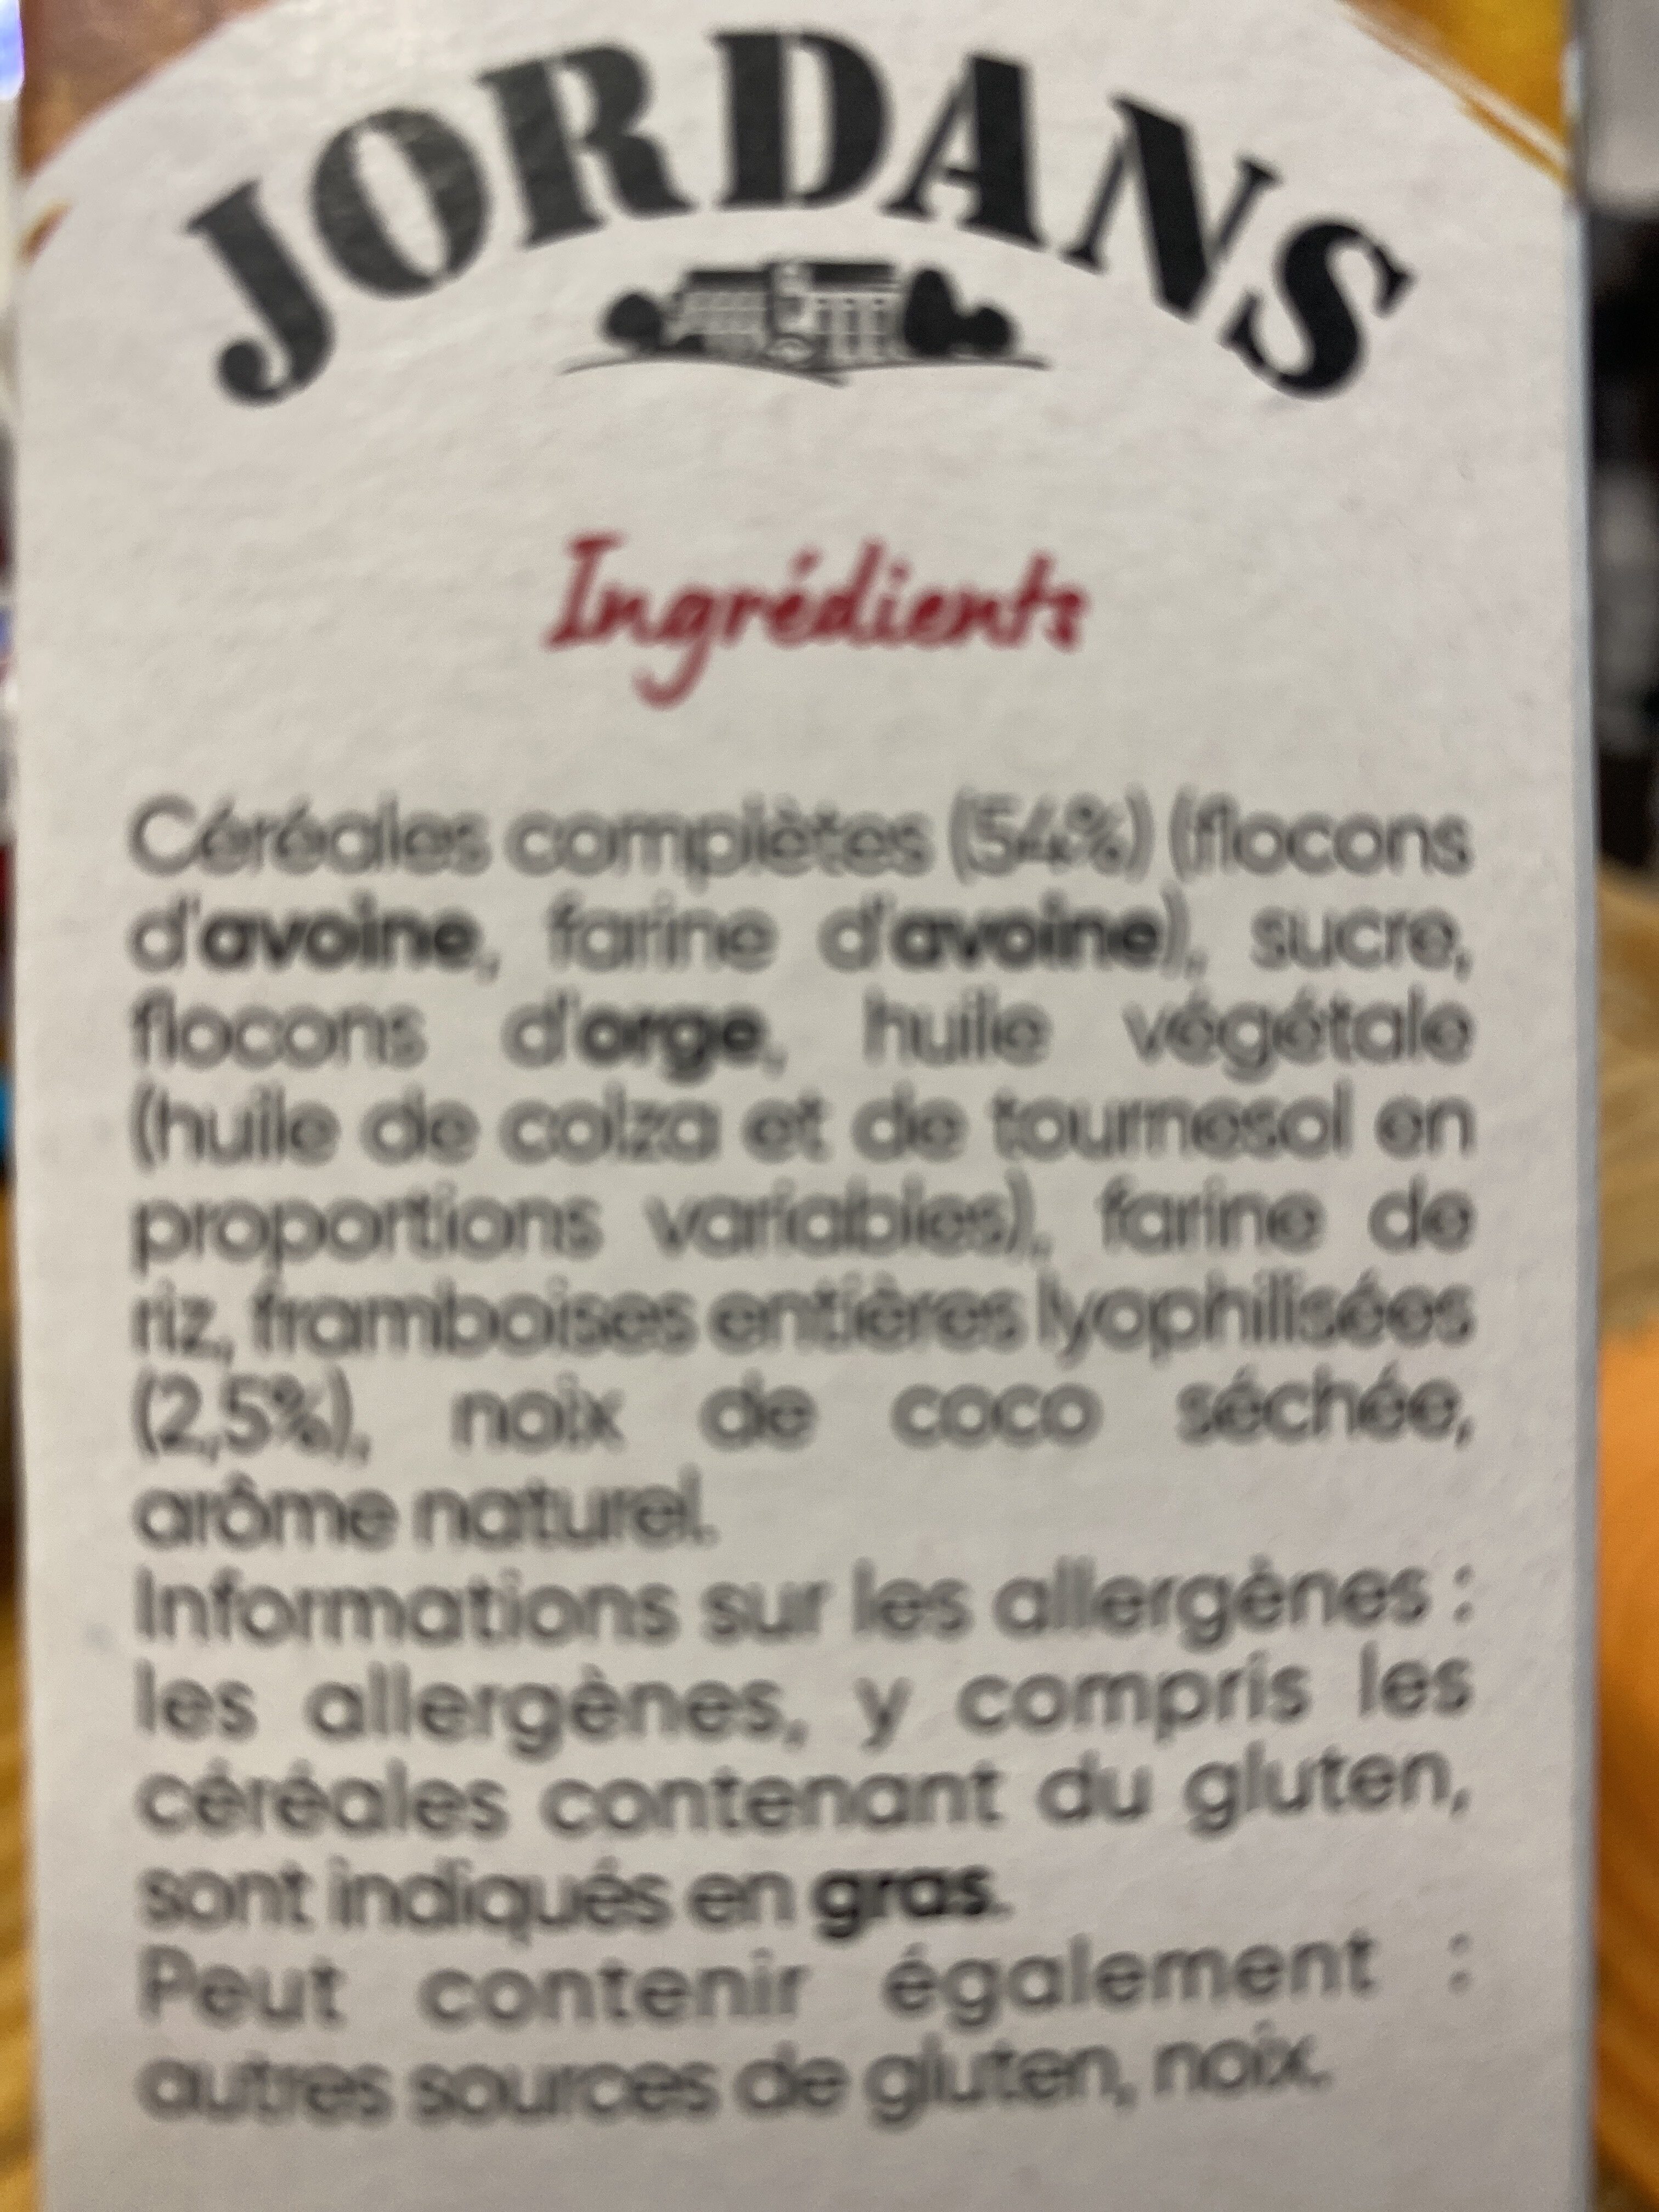 JORDANS
Ingrédients
Céréales complètes (54%) (flocons
d'avoine, farine d'avoine), sucre,
flocons d'orge, huile végétale
(huile de colza et de tournesol en
proportions variables), farine de
riz, framboises entières lyophilisées
(2,5%), noix de coco séchée,
arôme naturel.
Informations sur les allergènes :
les allergènes, y compris les
céréales contenant du gluten,
sont indiqués en gras.
Peut contenir également :
autres sources de gluten, noix.